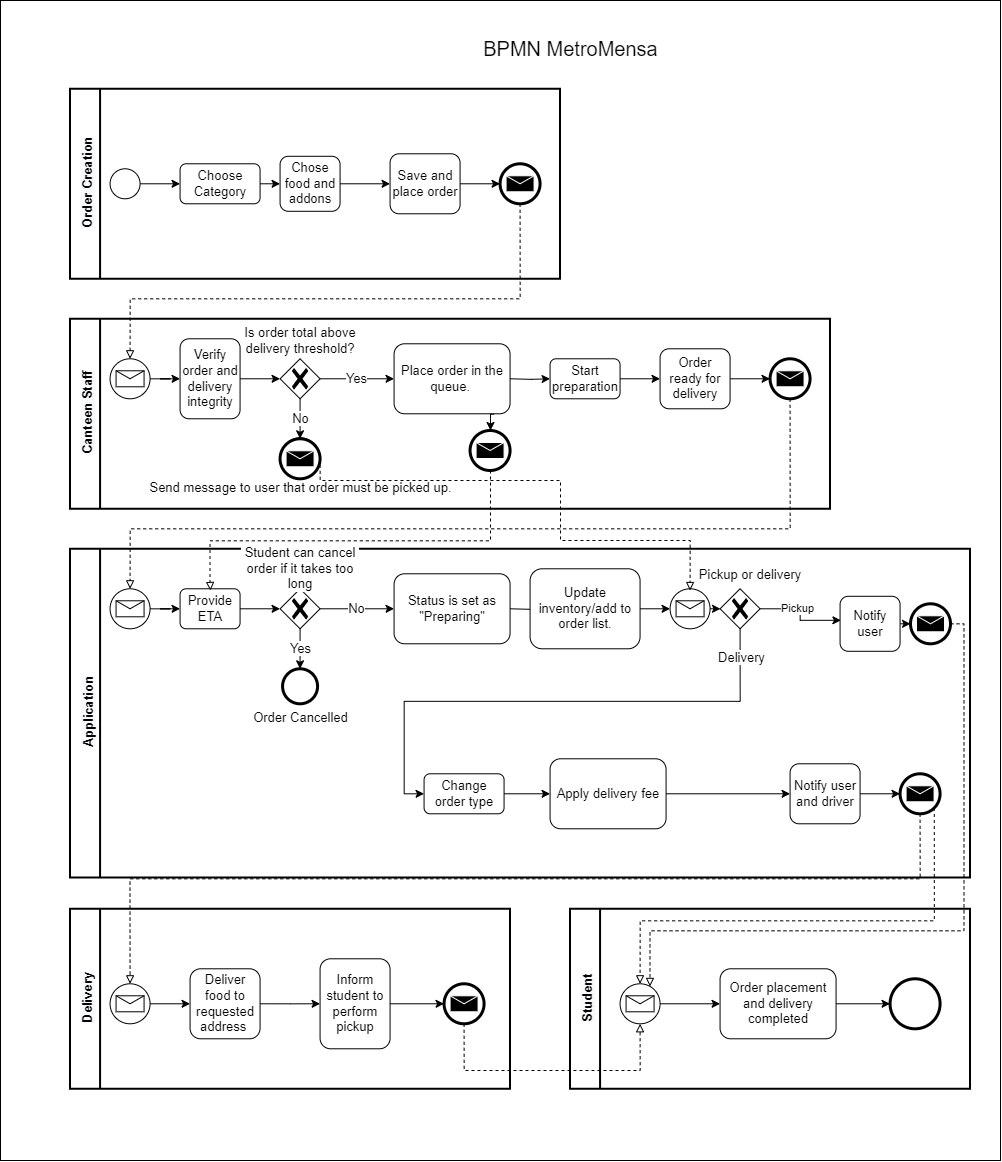 BPMN MetroMensa
Order Creation
Choose
Category
Chose
food and
addons
Save and
place order
Canteen Staff
Verify
order and
delivery
integrity
Is order total above
delivery threshold?
Yes
No
Send message to user that order must be picked up.
Place order in the
queue.
Start
preparation
Order
ready for
delivery
Application
Provide
ETA
Student can cancel
order if it takes too
long
No
Yes
Order Cancelled
Status is set as
"Preparing"
Update
inventory/add to
order list.
Pickup or delivery
Pickup
Delivery
Notify
user
Change
order type
Apply delivery fee
Notify user
and driver
Delivery
Deliver
food to
requested
address
Inform
student to
perform
pickup
Student
Order placement
and delivery
completed